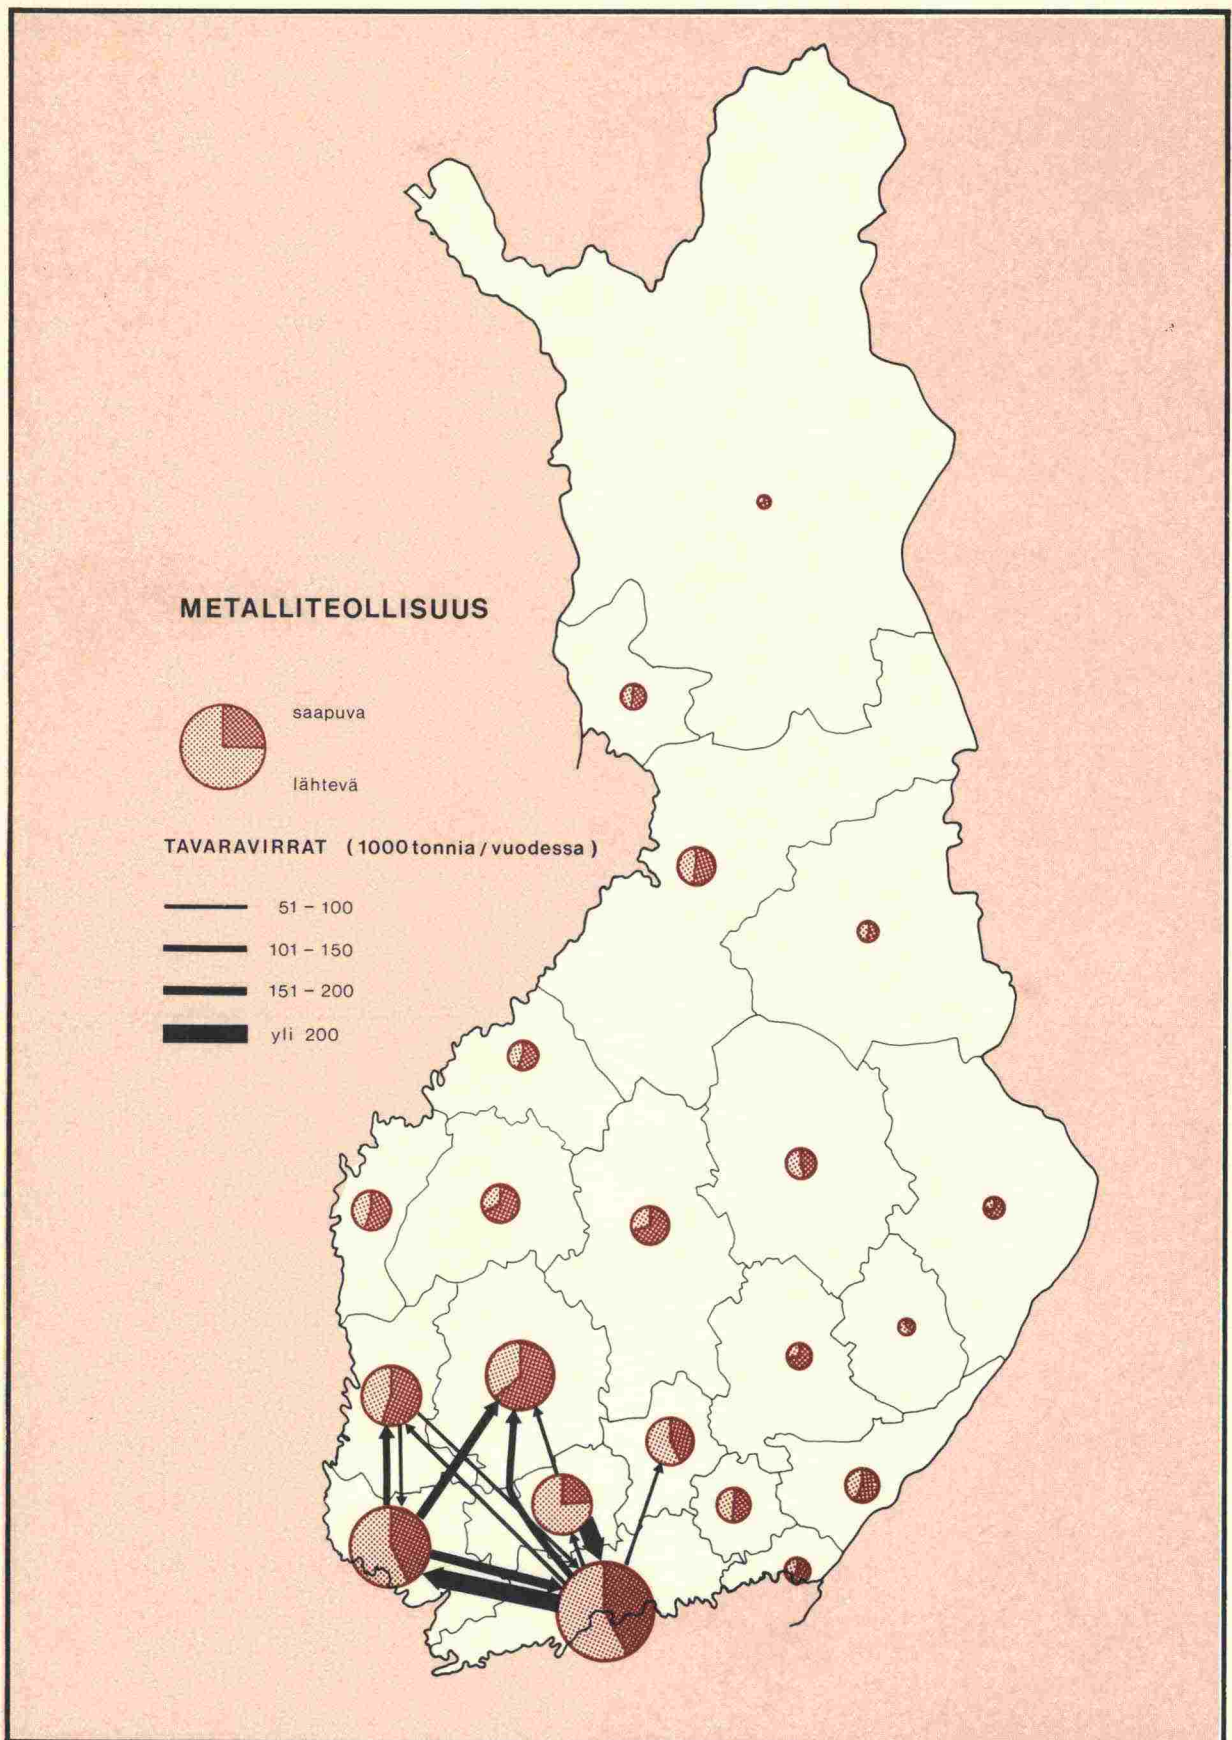 METALLITEOLLISUUS
saapuva
lähtevä
TAVARAVIRRAT (1000 tonnia / vuodessa)
51 – 100
101 – 150
151 – 200
yli 200